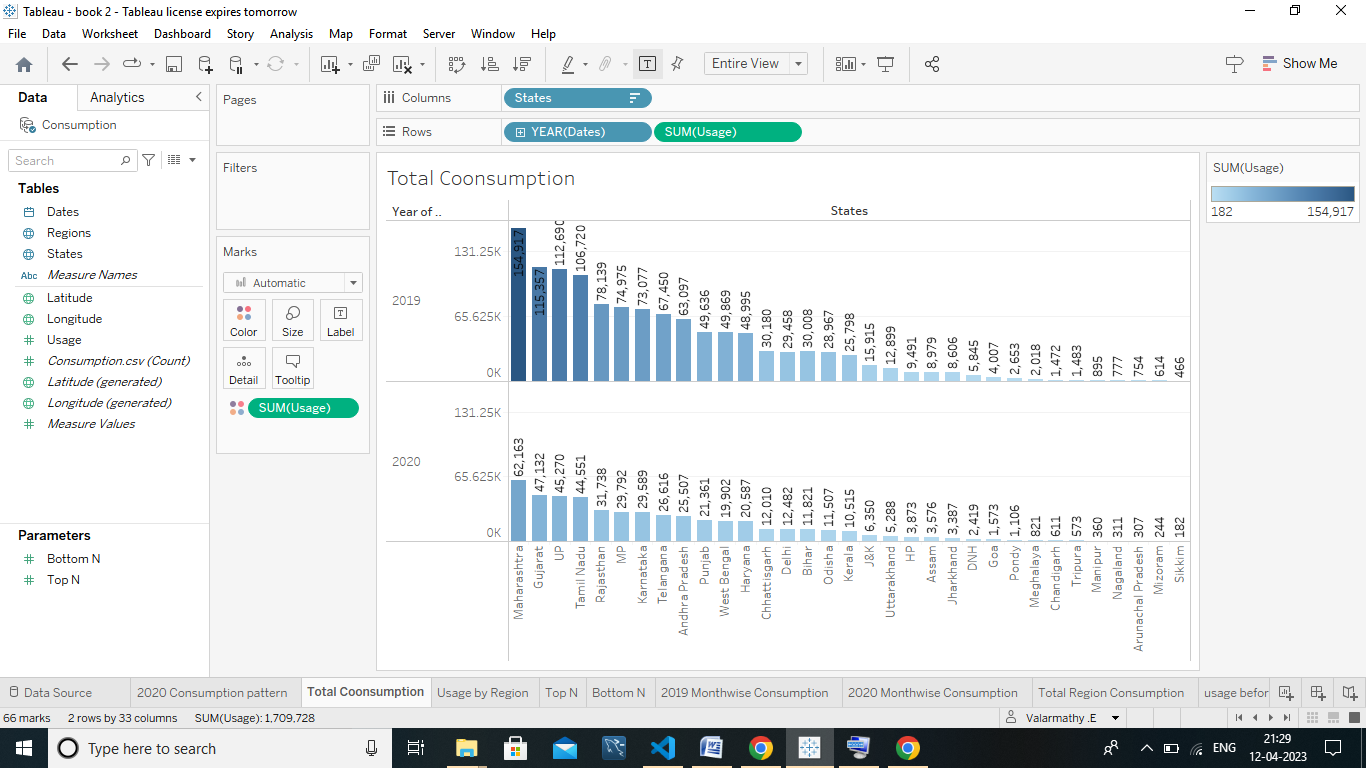 Tableau - book 2 - Tableau license expires tomorrow
File Data Worksheet Dashboard Story Analysis Map Format Server Window Help
Entire View
Show Me
Data Analytics
Consumption
Search
Tables
Dates
Regions
States
Abc Measure Names
Latitude
Longitude
Usage
Consumption.csv (Count)
Latitude (generated)
Longitude (generated)
Measure Values
Parameters
Bottom N
Top N
Pages
Filters
Marks
Automatic
Color Size Label
Detail Tooltip
SUM(Usage)
Columns States
Rows YEAR(Dates) SUM(Usage)
Total Coonsumption
Year of .. States
2019
131.25K
65.625K
0K
154,917 115,357 112,690 106,720 78,139 74,975 73,077 67,450 63,097 49,636 49,869 48,995 30,180 29,458 30,008 28,967 25,798 15,915 12,899 9,491 8,979 8,606 5,845 4,007 2,653 2,018 1,472 1,483 895 777 754 614 466
2020
131.25K
65.625K
0K
62,163 47,132 45,270 44,551 31,738 29,792 29,589 26,616 25,507 21,361 19,902 20,587 12,010 12,482 11,821 11,507 10,515 6,350 5,288 3,873 3,576 3,387 2,419 1,573 1,106 821 611 573 360 311 307 244 182
Maharashtra Gujarat UP Tamil Nadu Rajasthan MP Karnataka Telangana Andhra Pradesh Punjab West Bengal Haryana Chhattisgarh Delhi Bihar Odisha Kerala J&K Uttarakhand HP Assam Jharkhand DNH Goa Pondy Meghalaya Chandigarh Tripura Manipur Nagaland Arunachal Pradesh Mizoram Sikkim
SUM(Usage)
182 154,917
Data Source 2020 Consumption pattern Total Coonsumption Usage by Region Top N Bottom N 2019 Monthwise Consumption 2020 Monthwise Consumption Total Region Consumption usage befor
66 marks 2 rows by 33 columns SUM(Usage): 1,709,728 Valarmathy .E
Type here to search
ENG
21:29
12-04-2023